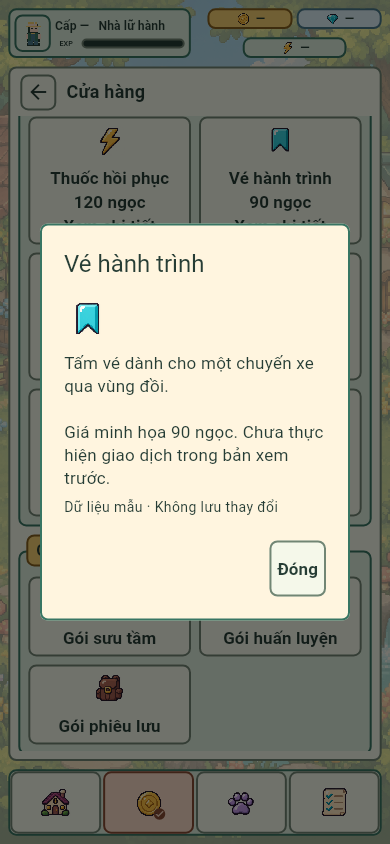 Cấp — Nhà lữ hành
EXP
—
—
—
Cửa hàng
Thuốc hồi phục
120 ngọc
Vé hành trình
90 ngọc
Vé hành trình
Tấm vé dành cho một chuyến xe
qua vùng đồi.
Giá minh họa 90 ngọc. Chưa thực
hiện giao dịch trong bản xem
trước.
Dữ liệu mẫu · Không lưu thay đổi
Đóng
Gói sưu tầm
Gói huấn luyện
Gói phiêu lưu